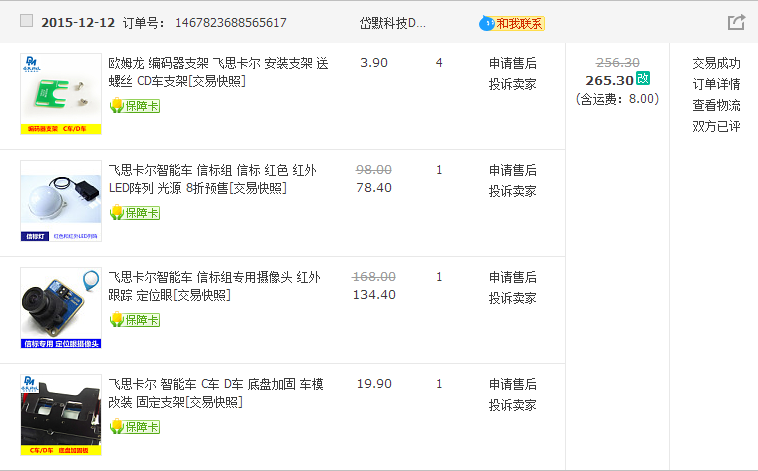 2015-12-12 订单号： 1467823688565617 岱默科技D... 和我联系
欧姆龙 编码器支架 飞思卡尔 安装支架 送 3.90 4 申请售后 256.30 交易成功
螺丝 CD车支架[交易快照] 投诉卖家 265.30 改 订单详情
保障卡 (含运费：8.00) 查看物流
双方已评
DM
编码器支架 C车/D车
飞思卡尔智能车 信标组 信标 红色 红外 98.00 1 申请售后
LED阵列 光源 8折预售[交易快照] 78.40 投诉卖家
保障卡
信标灯 红色和红外LED列阵
飞思卡尔智能车 信标组专用摄像头 红外 168.00 1 申请售后
跟踪 定位眼[交易快照] 134.40 投诉卖家
保障卡
信标专用 定位眼摄像头
飞思卡尔 智能车 C车 D车 底盘加固 车模 19.90 1 申请售后
改装 固定支架[交易快照] 投诉卖家
保障卡
DM
C车/D车 底盘加固板